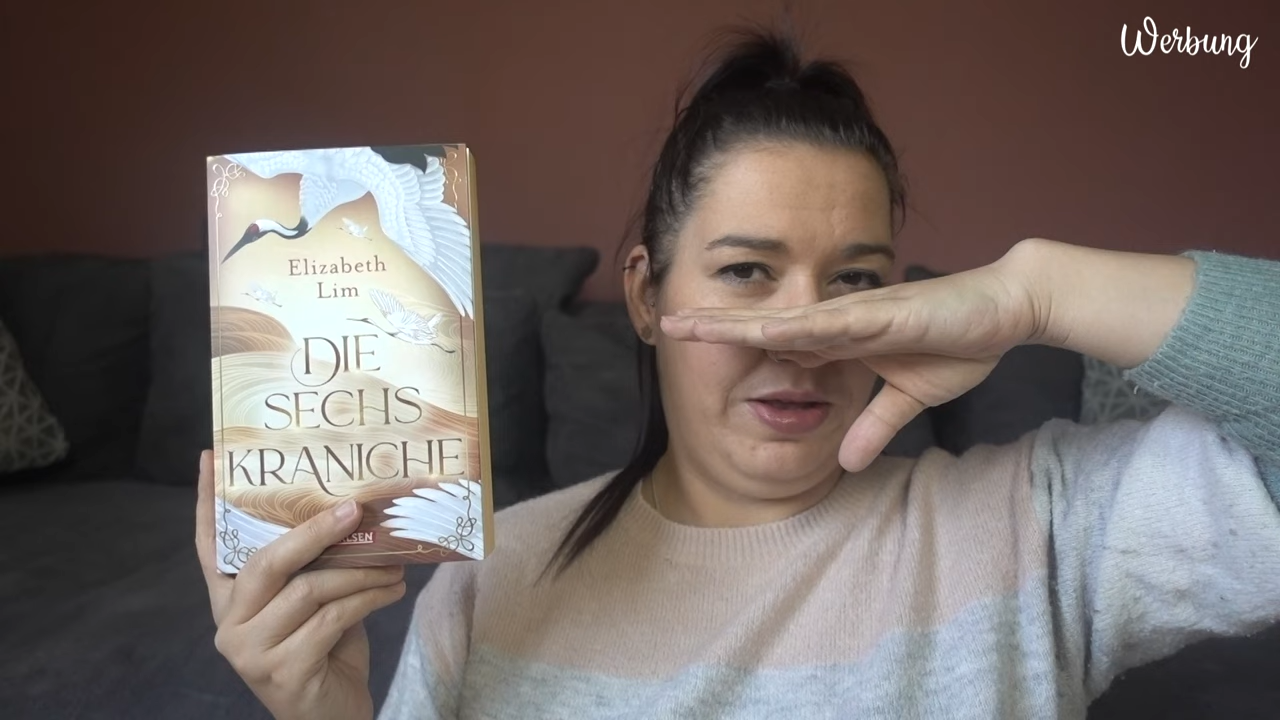 Werbung
Elizabeth
Lim
DIE
SECHS
KRANICHE